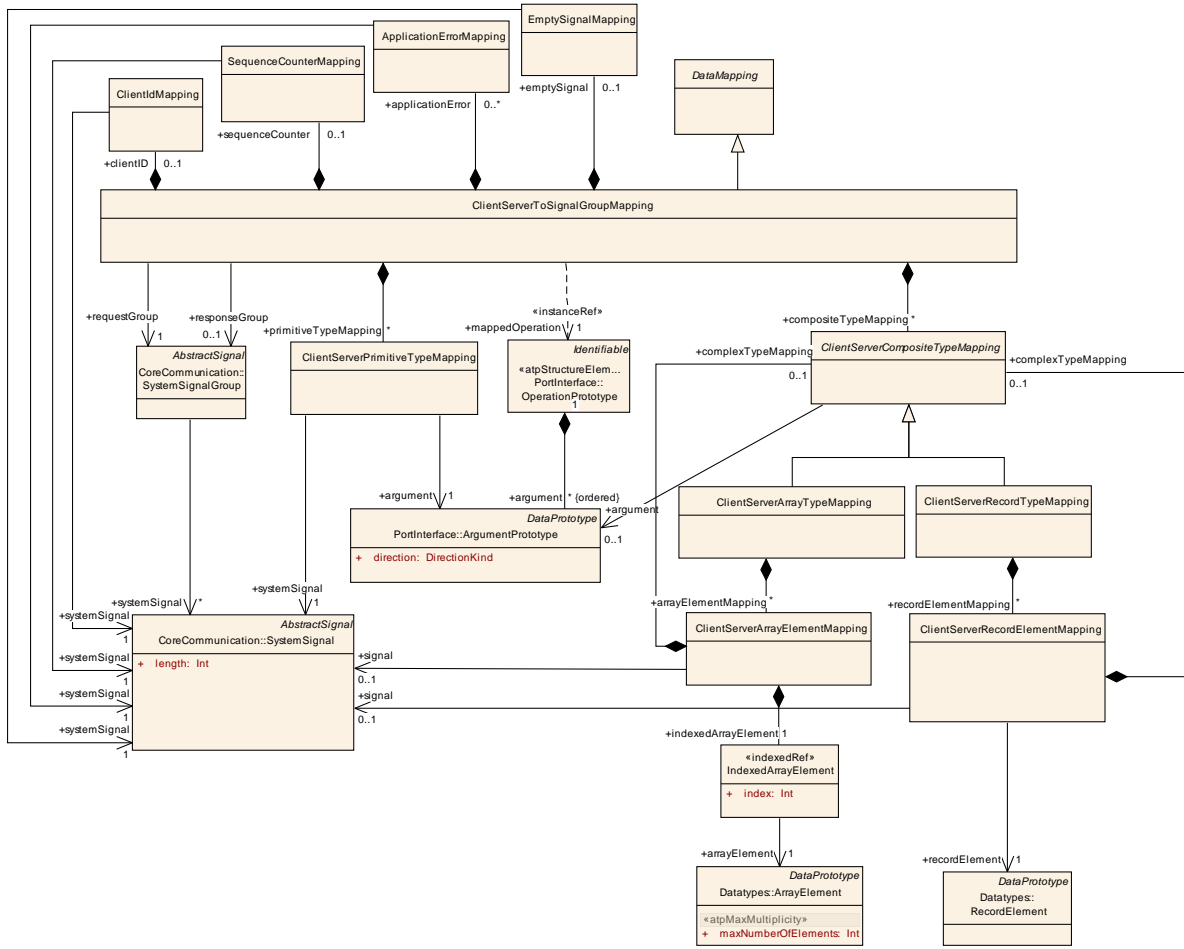 EmptySignalMapping
ApplicationErrorMapping
SequenceCounterMapping
DataMapping
ClientIdMapping
+emptySignal 0..1
+applicationError 0..*
+sequenceCounter 0..1
+clientID 0..1
ClientServerToSignalGroupMapping
+requestGroup
1
+responseGroup
0..1
+primitiveTypeMapping *
«instanceRef»
+mappedOperation 1
+compositeTypeMapping *
AbstractSignal
CoreCommunication::
SystemSignalGroup
ClientServerPrimitiveTypeMapping
Identifiable
«atpStructureElem...
PortInterface::
OperationPrototype
1
+complexTypeMapping
0..1
ClientServerCompositeTypeMapping
+complexTypeMapping
0..1
+argument 1
+argument * {ordered}
+argument
0..1
DataPrototype
PortInterface::ArgumentPrototype
+ direction: DirectionKind
ClientServerArrayTypeMapping
ClientServerRecordTypeMapping
+systemSignal *
+systemSignal
1
+arrayElementMapping *
+recordElementMapping *
+systemSignal
1
+systemSignal
1
+systemSignal
1
+systemSignal
1
AbstractSignal
CoreCommunication::SystemSignal
+ length: Int
+signal
0..1
+signal
0..1
ClientServerArrayElementMapping
ClientServerRecordElementMapping
+indexedArrayElement 1
«indexedRef»
IndexedArrayElement
+ index: Int
+arrayElement 1
+recordElement 1
DataPrototype
Datatypes::ArrayElement
«atpMaxMultiplicity»
+ maxNumberOfElements: Int
DataPrototype
Datatypes::
RecordElement